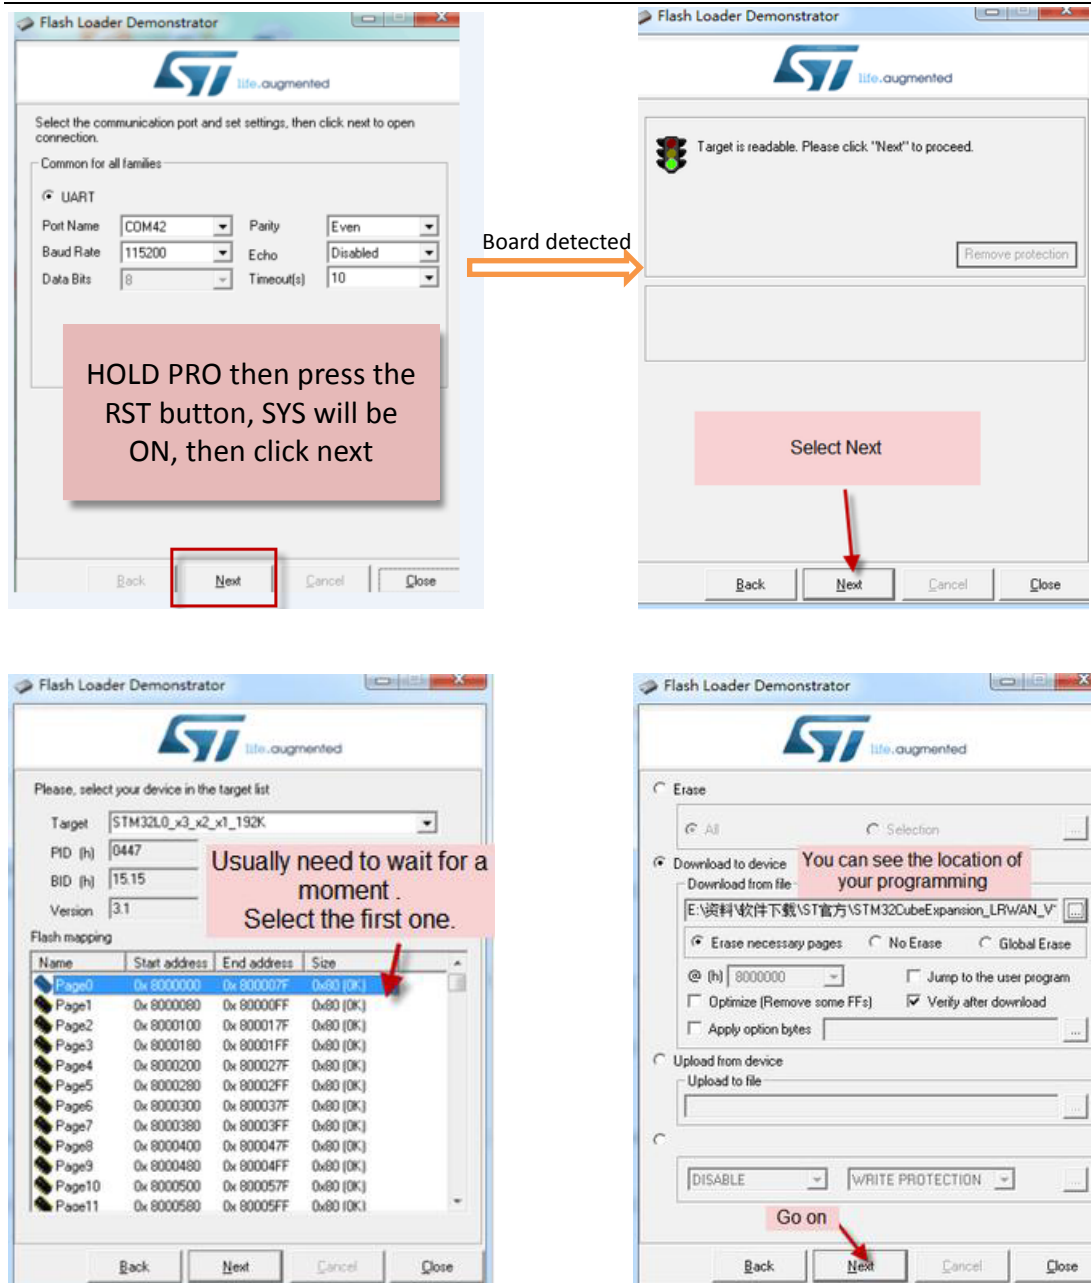 Flash Loader Demonstrator
life.augmented
Select the communication port and set settings, then click next to open
connection.
Common for all families
UART
Port Name COM42 Parity Even
Baud Rate 115200 Echo Disabled
Data Bits 8 Timeout(s) 10
HOLD PRO then press the
RST button, SYS will be
ON, then click next
Back Next Cancel Close
Board detected
Flash Loader Demonstrator
life.augmented
Target is readable. Please click "Next" to proceed.
Remove protection
Select Next
Back Next Cancel Close
Flash Loader Demonstrator
life.augmented
Please, select your device in the target list
Target STM32L0_x3_x2_x1_192K
PID (h) 0447
BID (h) 15.15
Version 3.1
Usually need to wait for a
moment .
Select the first one.
Flash mapping
Name Start address End address Size
Page0 0x 8000000 0x 800007F 0x80 (0K)
Page1 0x 8000080 0x 80000FF 0x80 (0K)
Page2 0x 8000100 0x 800017F 0x80 (0K)
Page3 0x 8000180 0x 80001FF 0x80 (0K)
Page4 0x 8000200 0x 800027F 0x80 (0K)
Page5 0x 8000280 0x 80002FF 0x80 (0K)
Page6 0x 8000300 0x 800037F 0x80 (0K)
Page7 0x 8000380 0x 80003FF 0x80 (0K)
Page8 0x 8000400 0x 800047F 0x80 (0K)
Page9 0x 8000480 0x 80004FF 0x80 (0K)
Page10 0x 8000500 0x 800057F 0x80 (0K)
Page11 0x 8000580 0x 80005FF 0x80 (0K)
Back Next Cancel Close
Flash Loader Demonstrator
life.augmented
Erase
All Selection ...
Download to device
Download from file
You can see the location of
your programming
E:\资料\软件下载\ST官方\STM32CubeExpansion_LRWAN_V ...
Erase necessary pages No Erase Global Erase
@ (h) 8000000 Jump to the user program
Optimize (Remove some FFs) Verify after download
Apply option bytes ...
Upload from device
Upload to file
...
DISABLE WRITE PROTECTION ...
Go on
Back Next Cancel Close